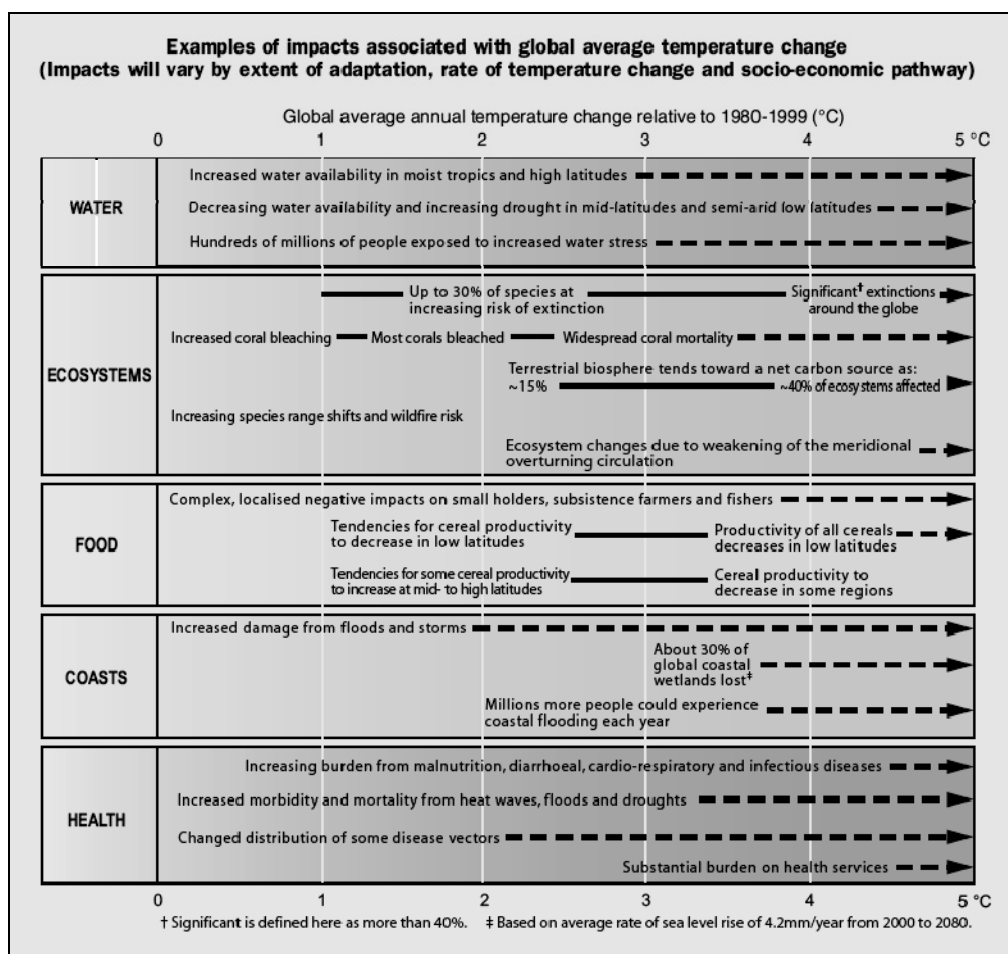 Examples of impacts associated with global average temperature change
(Impacts will vary by extent of adaptation, rate of temperature change and socio-economic pathway)
Global average annual temperature change relative to 1980-1999 (°C)
0 1 2 3 4 5 °C
WATER
Increased water availability in moist tropics and high latitudes
Decreasing water availability and increasing drought in mid-latitudes and semi-arid low latitudes
Hundreds of millions of people exposed to increased water stress
ECOSYSTEMS
Up to 30% of species at
increasing risk of extinction
Significant† extinctions
around the globe
Increased coral bleaching Most corals bleached Widespread coral mortality
Terrestrial biosphere tends toward a net carbon source as:
~15% ~40% of ecosystems affected
Increasing species range shifts and wildfire risk
Ecosystem changes due to weakening of the meridional
overturning circulation
FOOD
Complex, localised negative impacts on small holders, subsistence farmers and fishers
Tendencies for cereal productivity
to decrease in low latitudes
Productivity of all cereals
decreases in low latitudes
Tendencies for some cereal productivity
to increase at mid- to high latitudes
Cereal productivity to
decrease in some regions
COASTS
Increased damage from floods and storms
About 30% of
global coastal
wetlands lost‡
Millions more people could experience
coastal flooding each year
HEALTH
Increasing burden from malnutrition, diarrhoeal, cardio-respiratory and infectious diseases
Increased morbidity and mortality from heat waves, floods and droughts
Changed distribution of some disease vectors
Substantial burden on health services
0 1 2 3 4 5 °C
† Significant is defined here as more than 40%. ‡ Based on average rate of sea level rise of 4.2mm/year from 2000 to 2080.